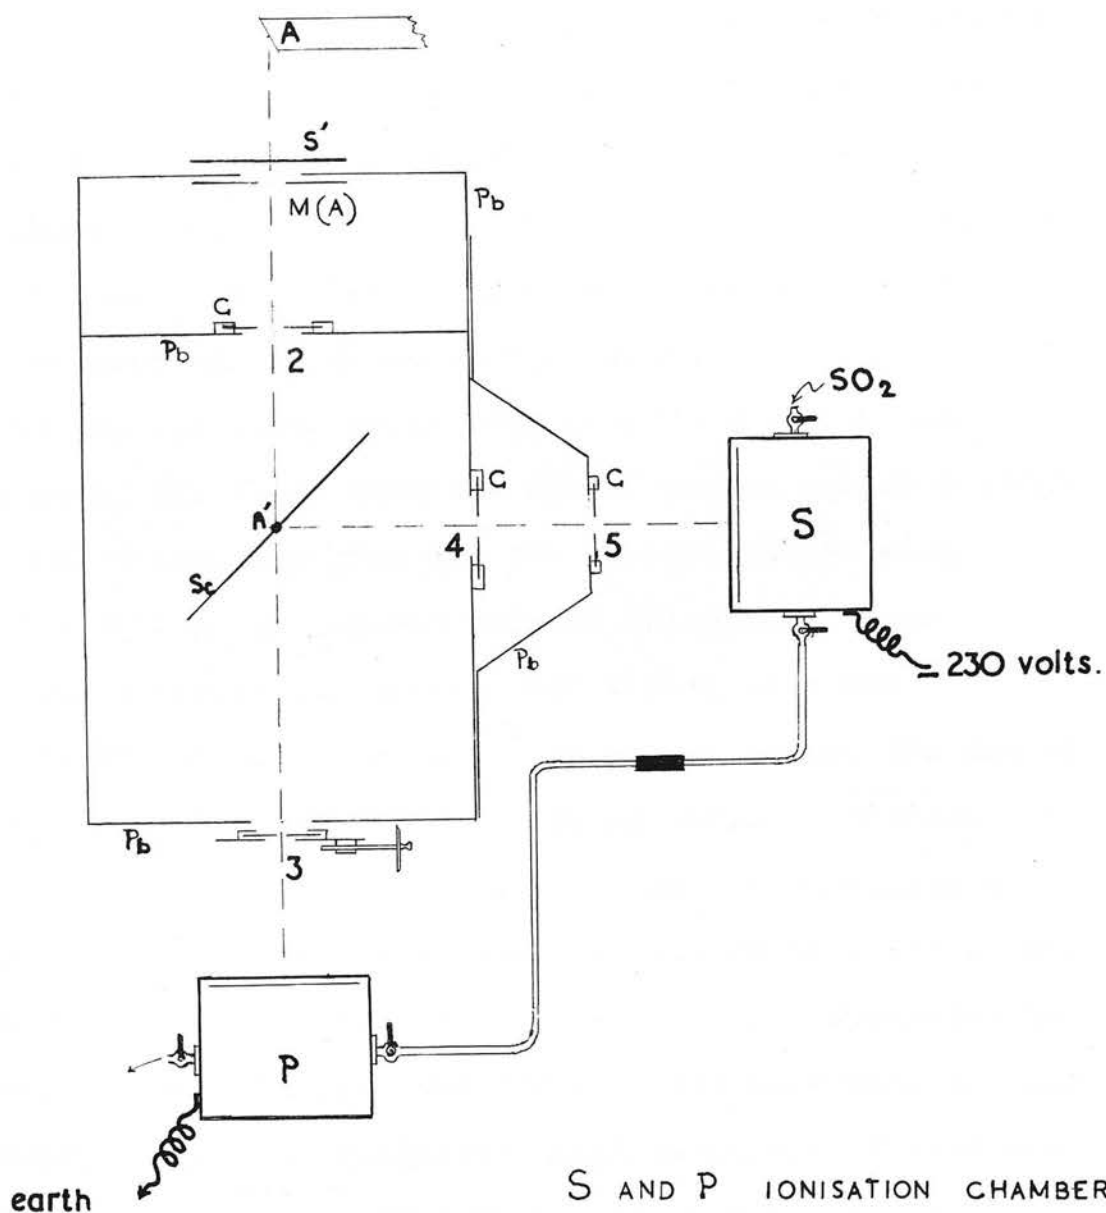 A
S'
M(A)
Pb
G
Pb
2
SO2
A'
G
G
4
5
S
Sc
Pb
230 volts.
Pb
3
P
earth
S AND P IONISATION CHAMBER